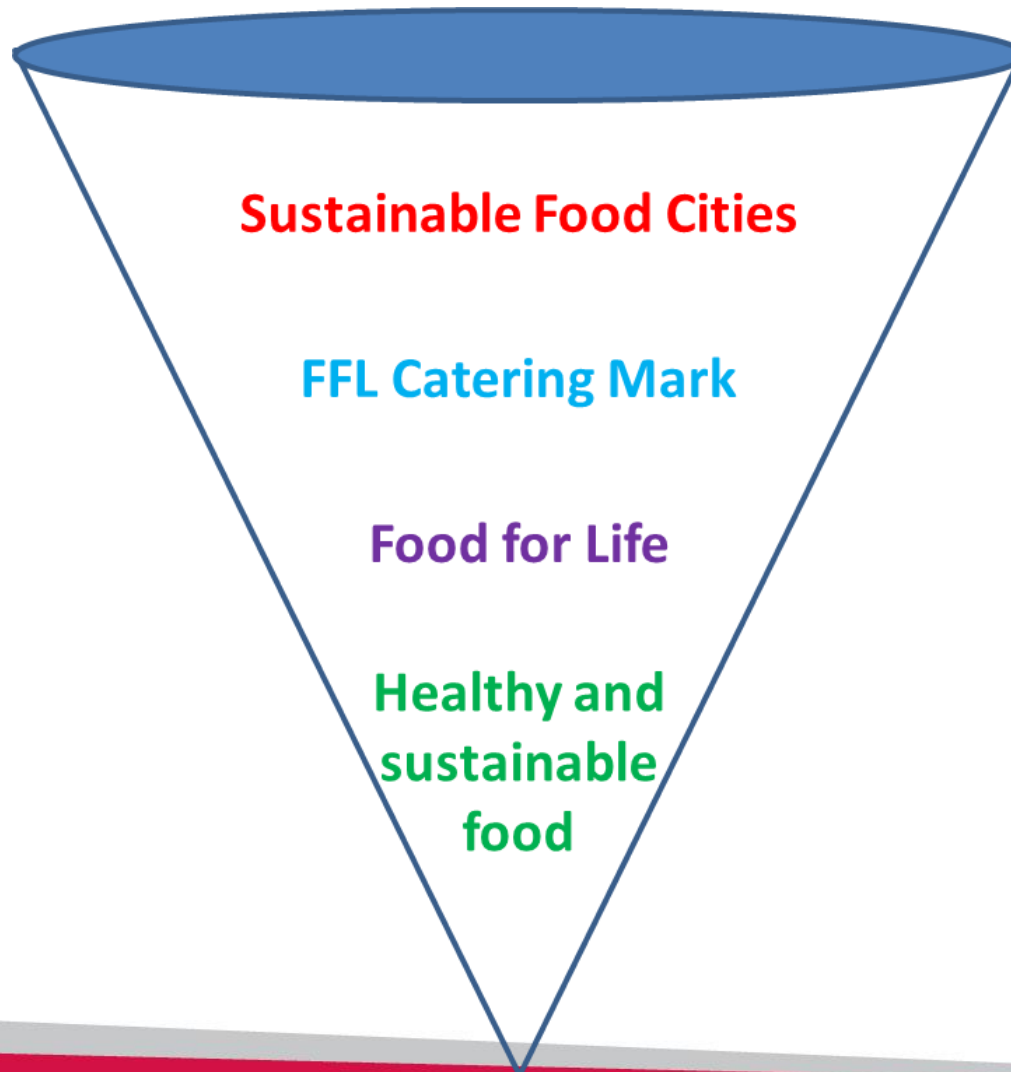 Sustainable Food Cities
FFL Catering Mark
Food for Life
Healthy and
sustainable
food